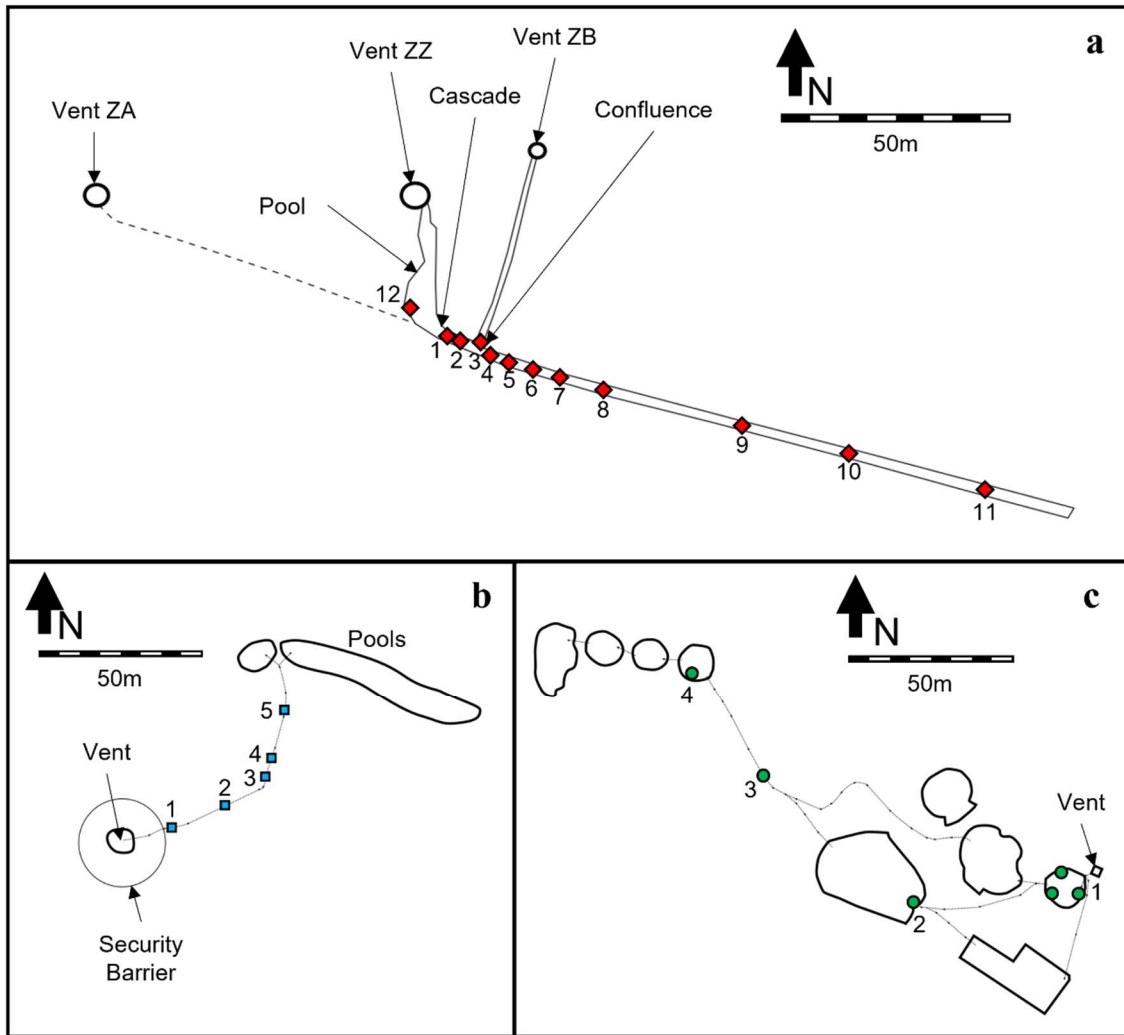 a
Vent ZB
Vent ZZ
Cascade
Confluence
Vent ZA
N
50m
Pool
12
1
2
3
4
5
6
7
8
9
10
11
b
N
50m
Pools
5
4
3
2
1
Vent
Security
Barrier
c
N
50m
4
3
Vent
1
2